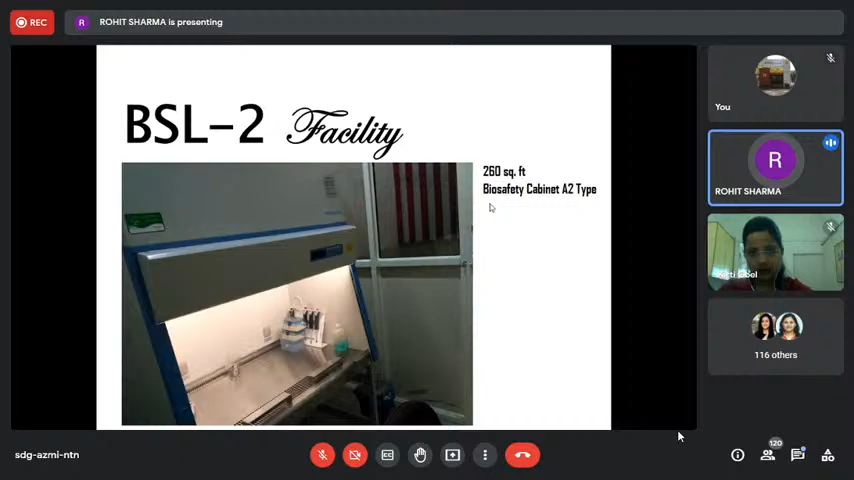 REC
R
ROHIT SHARMA is presenting
BSL-2 Facility
260 sq. ft
Biosafety Cabinet A2 Type
You
R
ROHIT SHARMA
116 others
sdg-azmi-ntn
CC
120